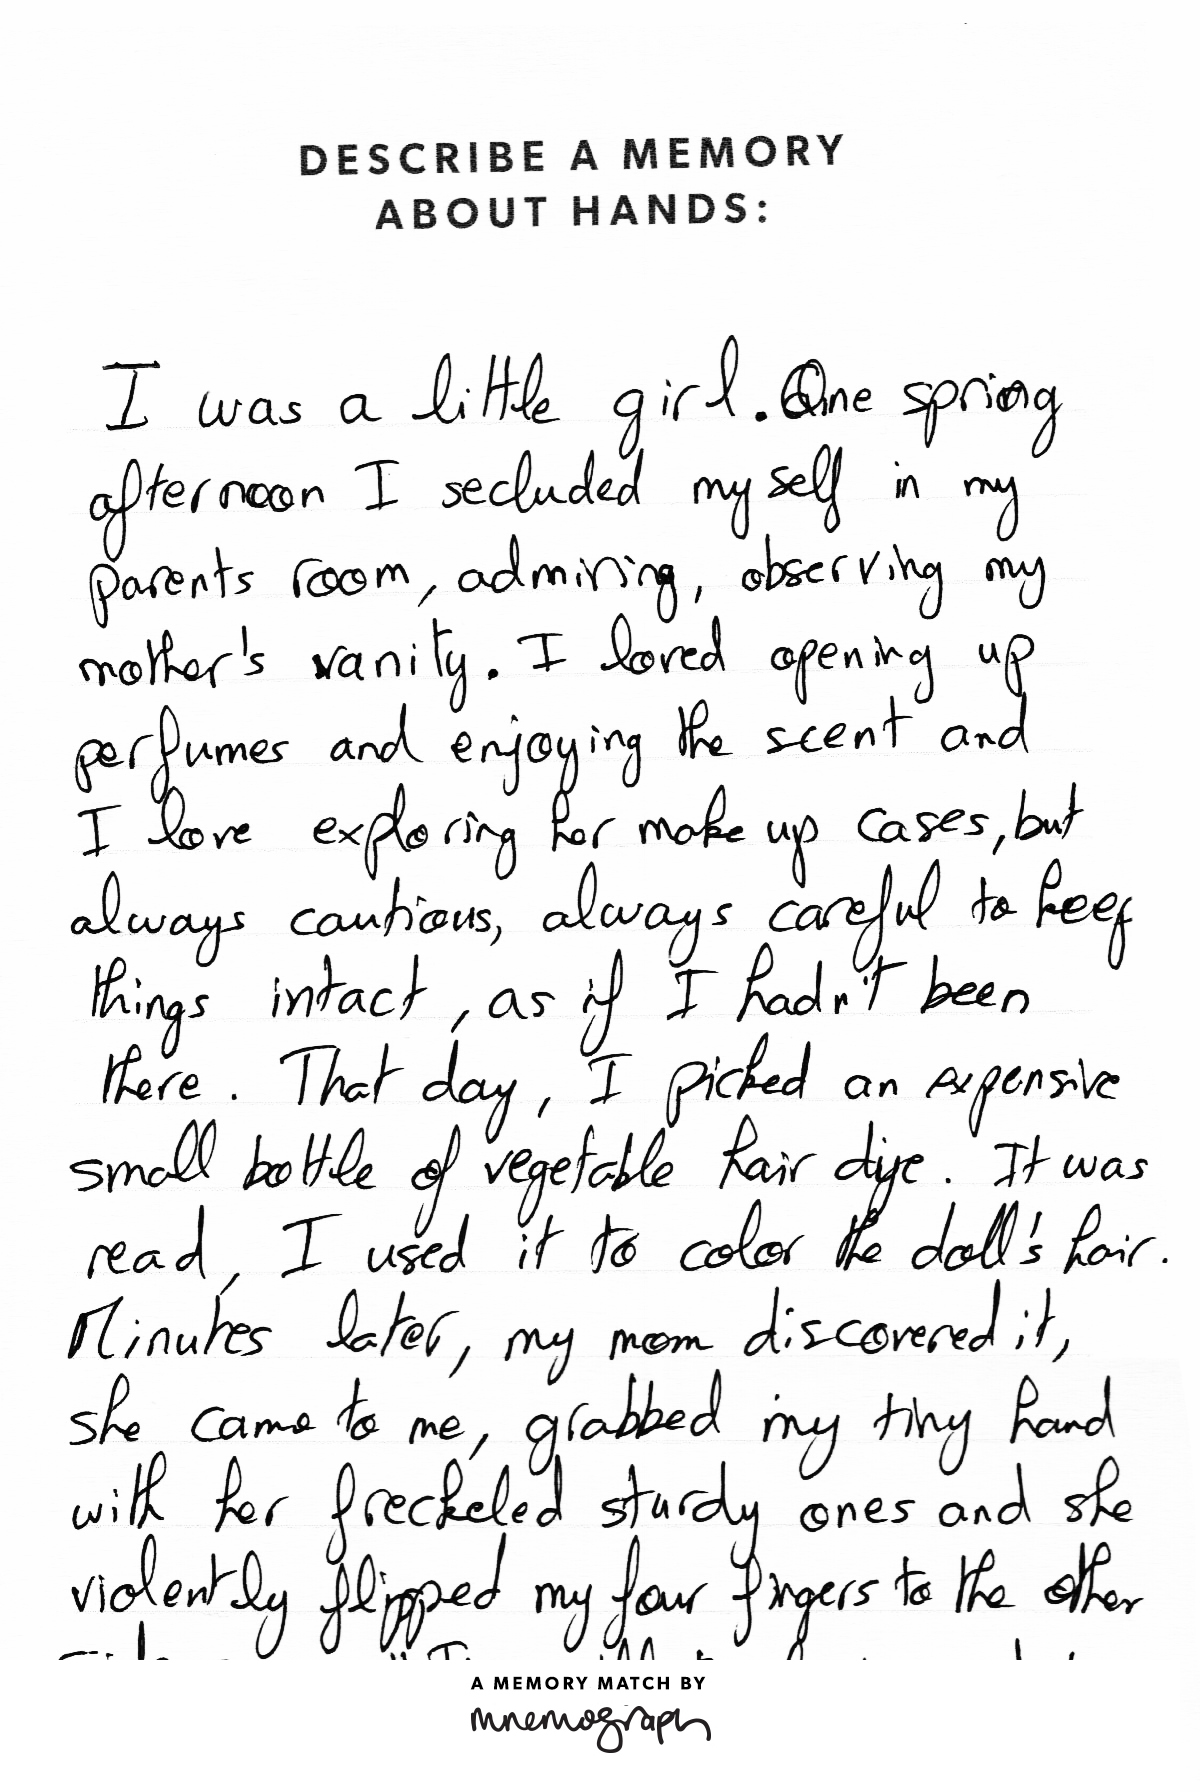 DESCRIBE A MEMORY
ABOUT HANDS:
I was a little girl. One spring
afternoon I secluded myself in my
parents room, admiring, observing my
mother's vanity. I loved opening up
perfumes and enjoying the scent and
I love exploring her make up cases, but
always cautious, always careful to keep
things intact, as if I hadn't been
there. That day, I picked an expensive
small bottle of vegetable hair dye. It was
read, I used it to color the doll's hair.
Minutes later, my mom discovered it,
she came to me, grabbed my tiny hand
with her freckeled sturdy ones and she
violently flipped my four fingers to the other
A MEMORY MATCH BY
mnemograph